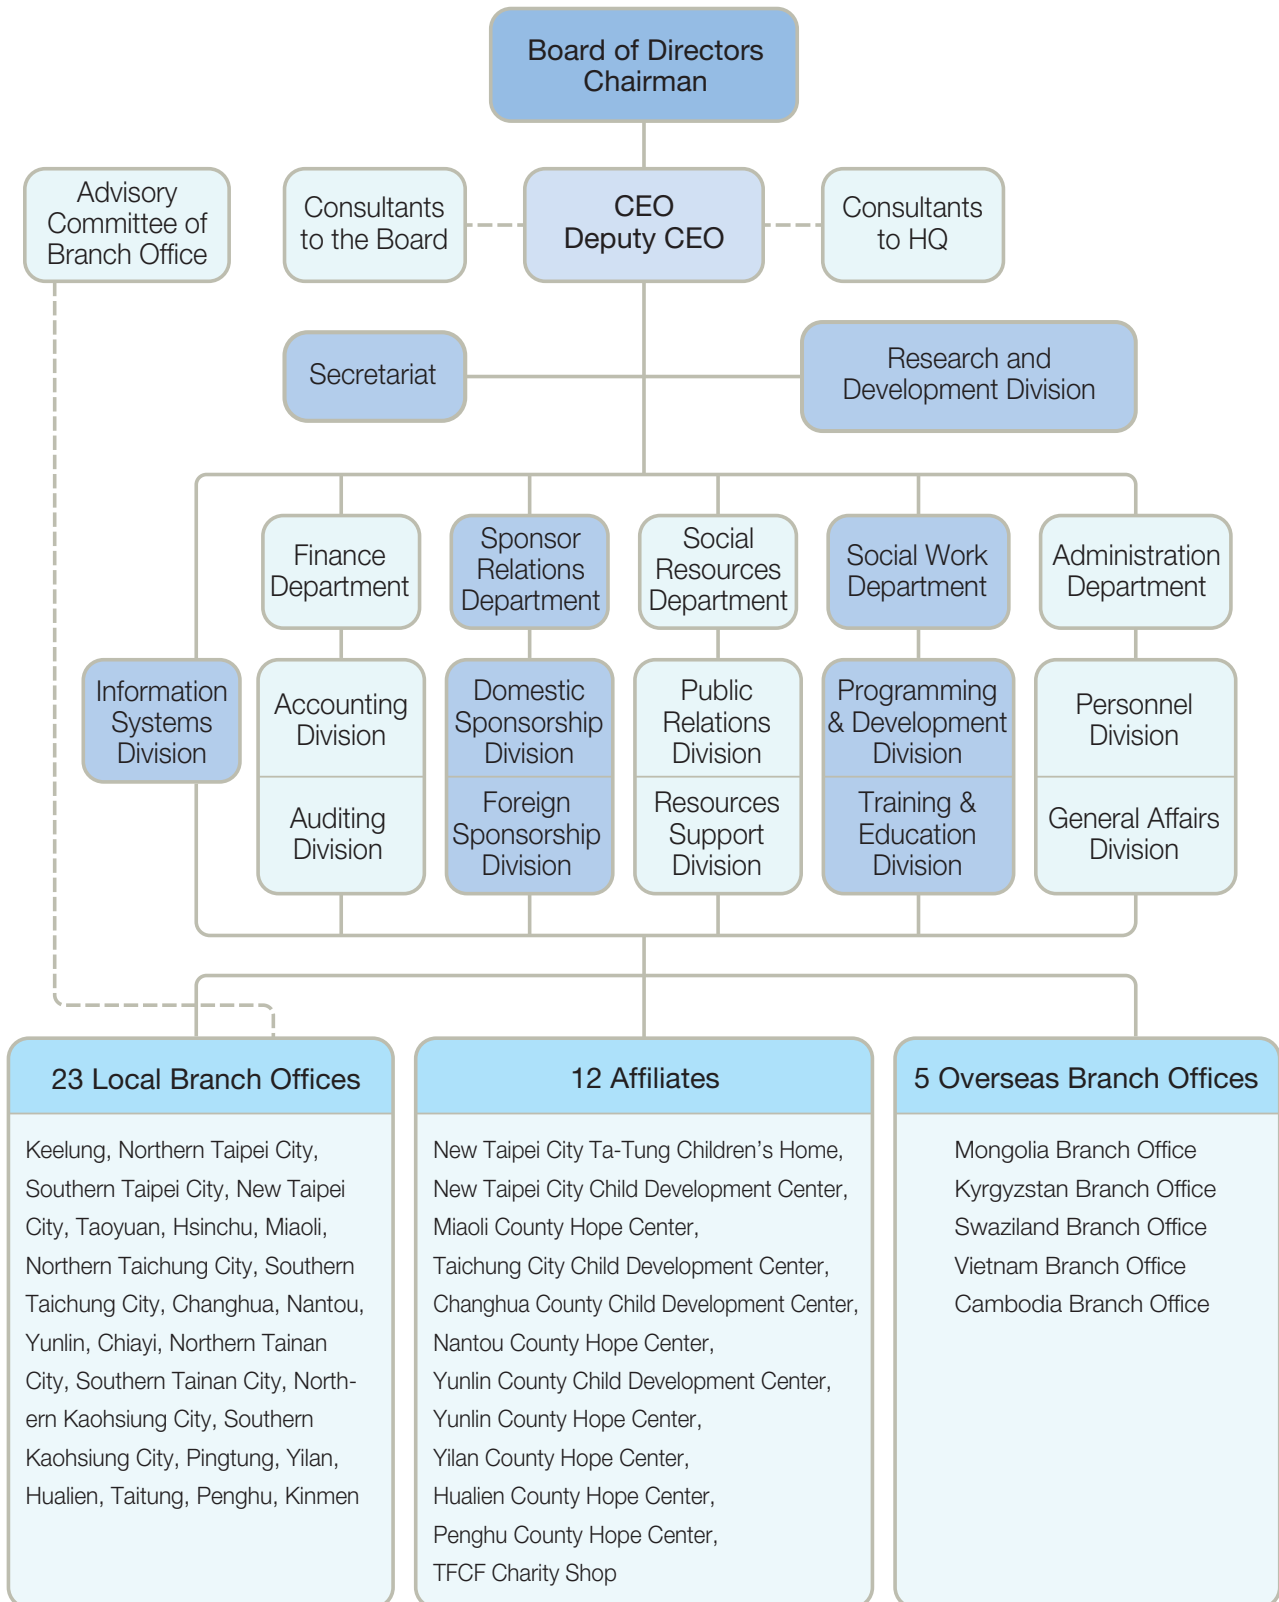 Board of Directors
Chairman
Advisory
Committee of
Branch Office
Consultants
to the Board
CEO
Deputy CEO
Consultants
to HQ
Secretariat
Research and
Development Division
Finance
Department
Sponsor
Relations
Department
Social
Resources
Department
Social Work
Department
Administration
Department
Information
Systems
Division
Accounting
Division
Domestic
Sponsorship
Division
Public
Relations
Division
Programming
& Development
Division
Personnel
Division
Auditing
Division
Foreign
Sponsorship
Division
Resources
Support
Division
Training &
Education
Division
General Affairs
Division
23 Local Branch Offices
Keelung, Northern Taipei City,
Southern Taipei City, New Taipei
City, Taoyuan, Hsinchu, Miaoli,
Northern Taichung City, Southern
Taichung City, Changhua, Nantou,
Yunlin, Chiayi, Northern Tainan
City, Southern Tainan City, North-
ern Kaohsiung City, Southern
Kaohsiung City, Pingtung, Yilan,
Hualien, Taitung, Penghu, Kinmen
12 Affiliates
New Taipei City Ta-Tung Children's Home,
New Taipei City Child Development Center,
Miaoli County Hope Center,
Taichung City Child Development Center,
Changhua County Child Development Center,
Nantou County Hope Center,
Yunlin County Child Development Center,
Yunlin County Hope Center,
Yilan County Hope Center,
Hualien County Hope Center,
Penghu County Hope Center,
TFCF Charity Shop
5 Overseas Branch Offices
Mongolia Branch Office
Kyrgyzstan Branch Office
Swaziland Branch Office
Vietnam Branch Office
Cambodia Branch Office